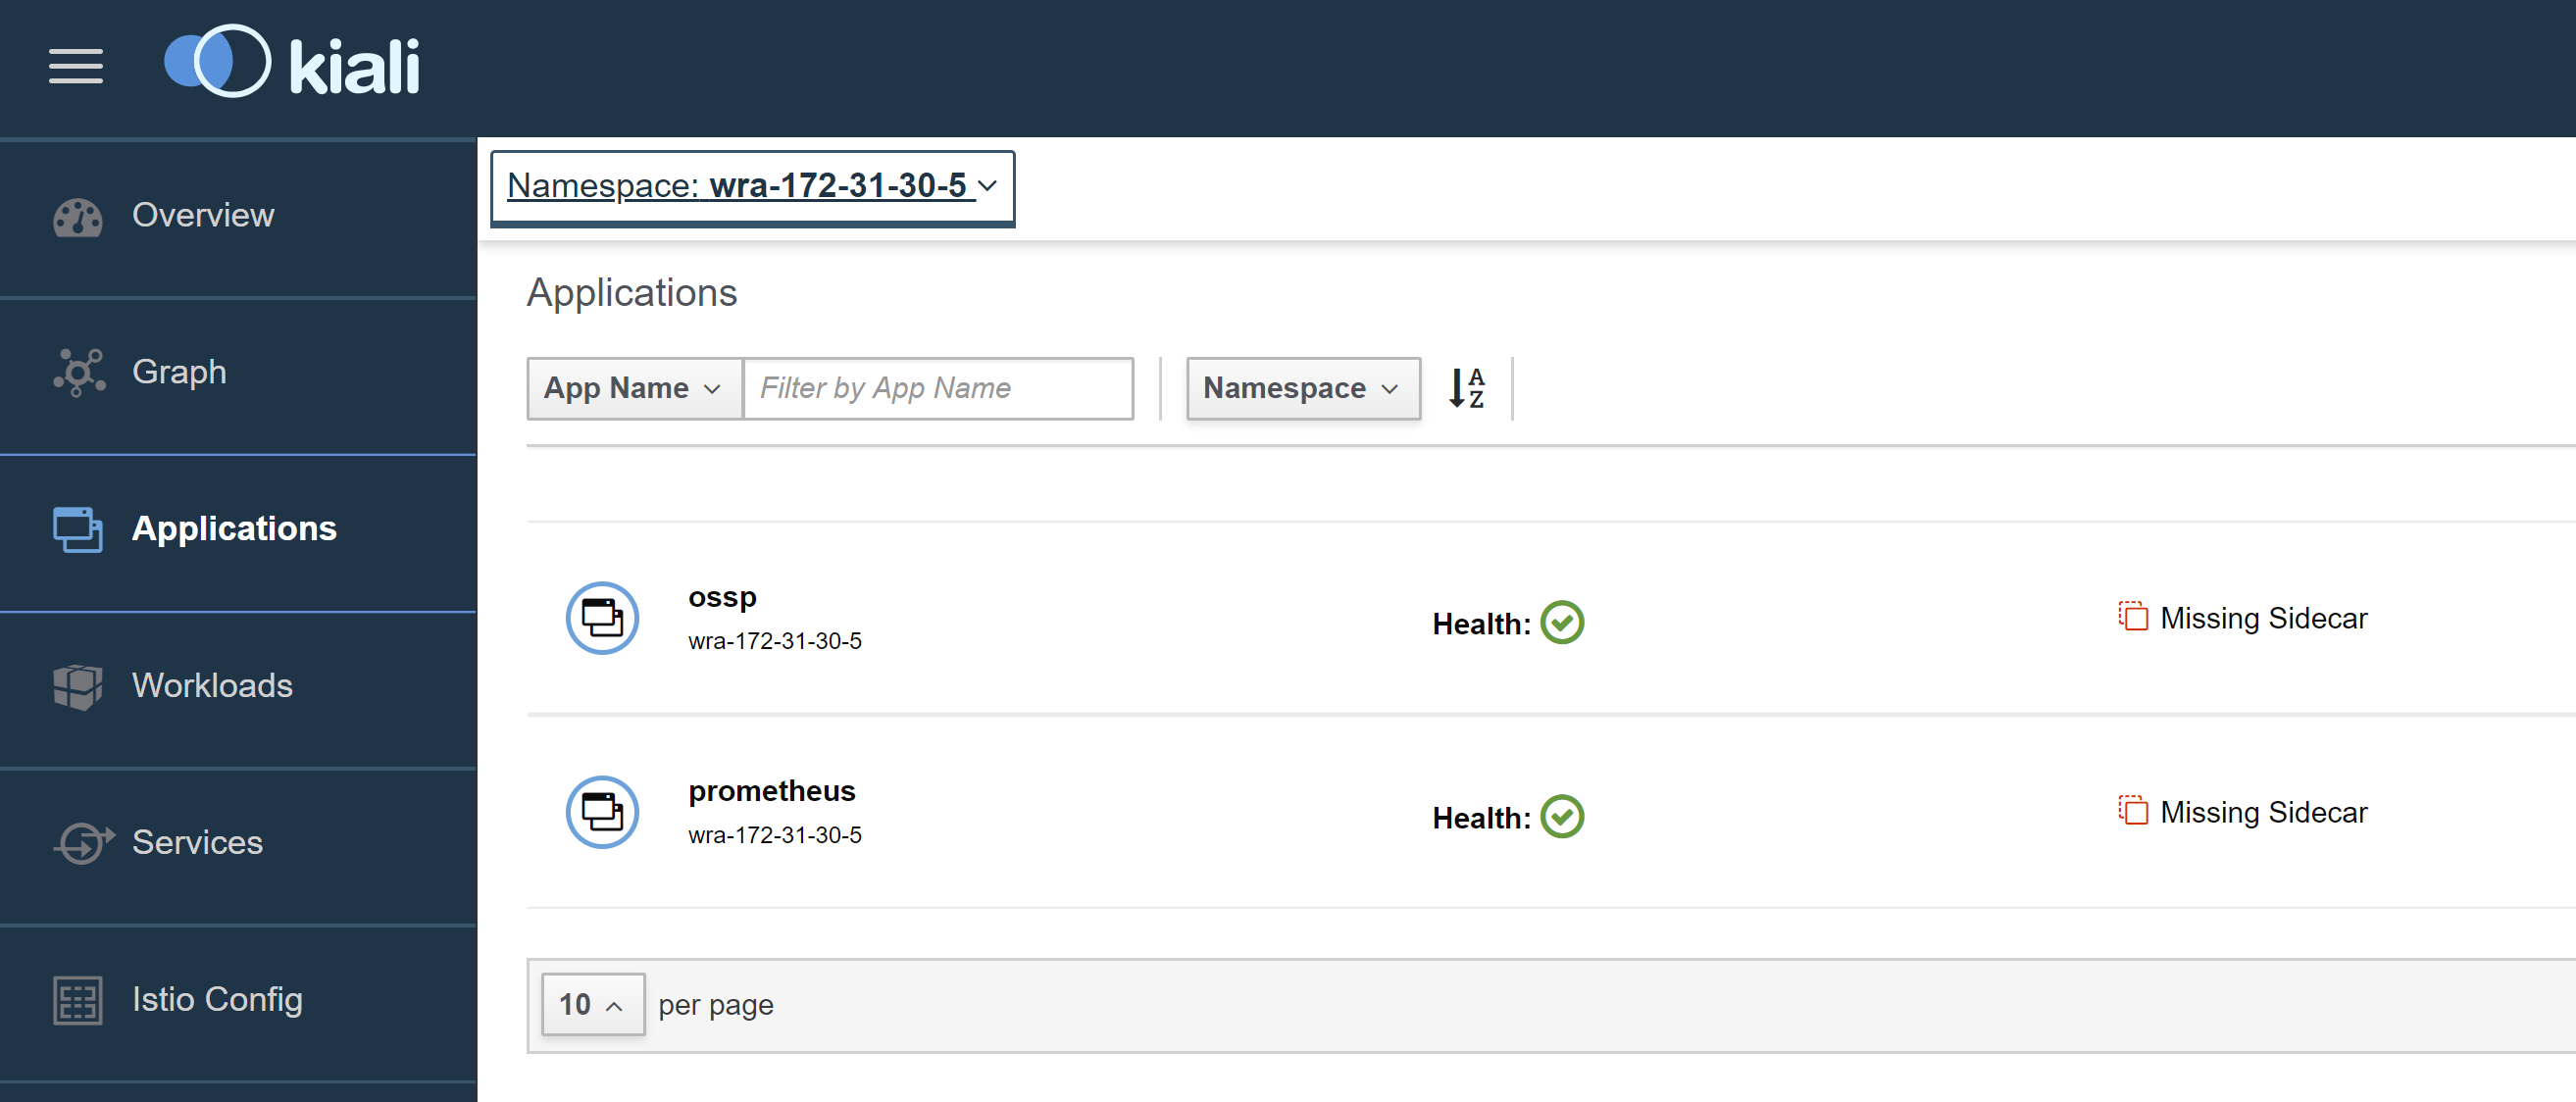 kiali
Namespace: wra-172-31-30-5
Overview
Graph
Applications
Workloads
Services
Istio Config
Applications
App Name Filter by App Name Namespace A Z
ossp
wra-172-31-30-5
Health: Missing Sidecar
prometheus
wra-172-31-30-5
Health: Missing Sidecar
10 per page